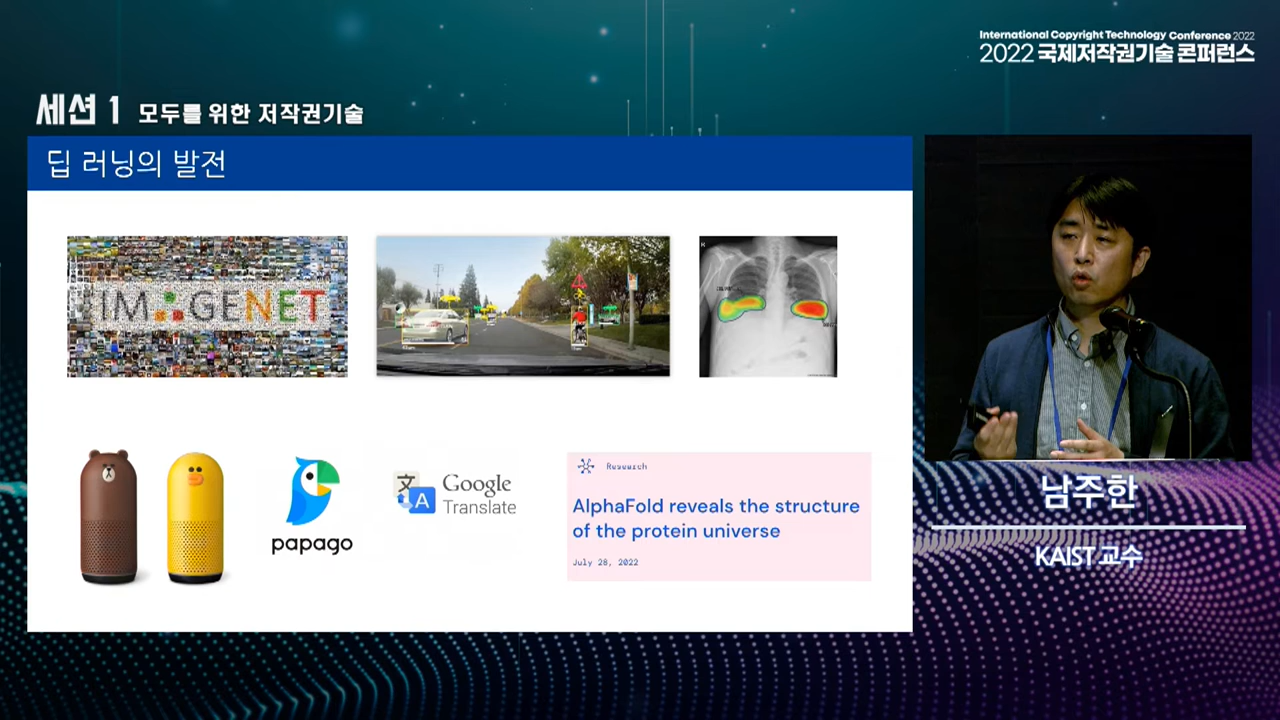 International Copyright Technology Conference 2022
2022 국제저작권기술 콘퍼런스
세션 1 모두를 위한 저작권기술
딥 러닝의 발전
IMAGENET
papago
文
A
Google
Translate
Research
AlphaFold reveals the structure
of the protein universe
July 28, 2022
남주한
KAIST 교수